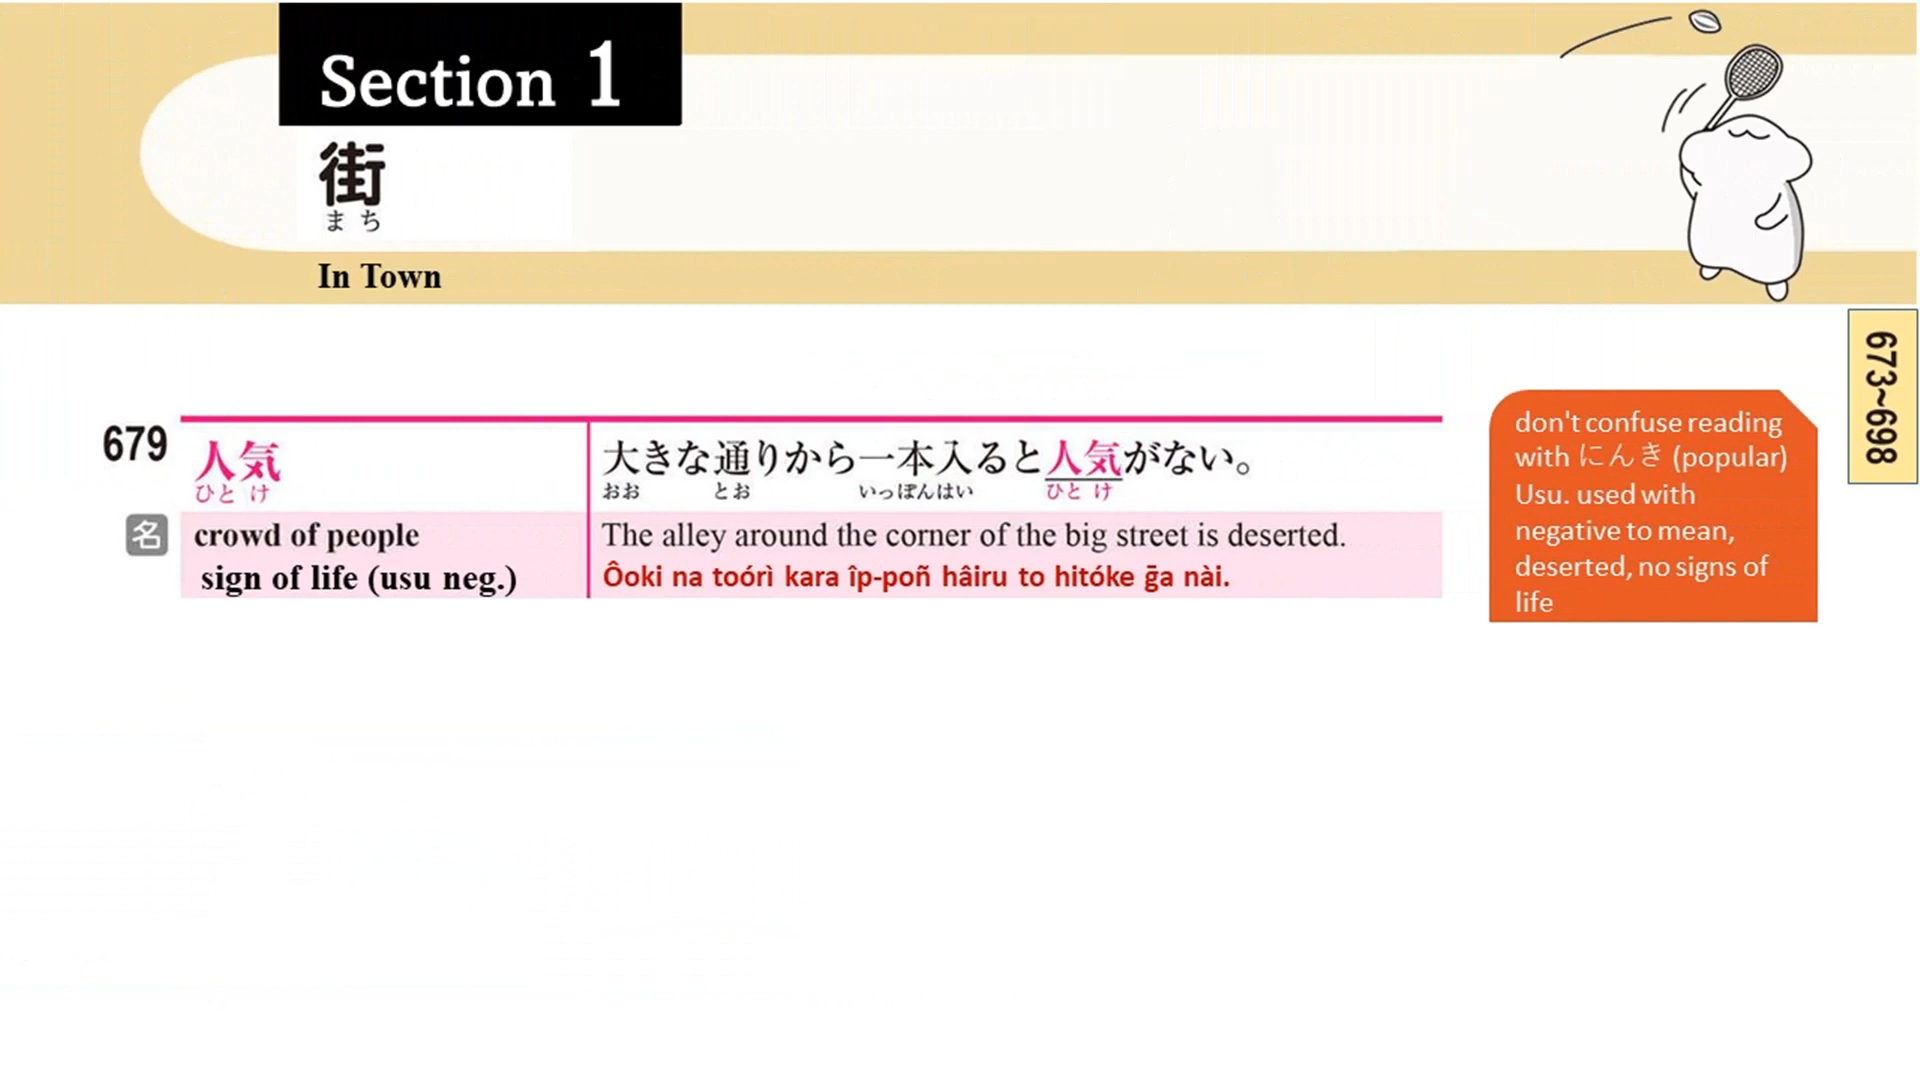 Section 1
街
まち
In Town
673~698
679
人気
ひとけ
大きな通りから一本入ると人気がない。
おお とお いっぽんはい ひとけ
名
crowd of people
sign of life (usu neg.)
The alley around the corner of the big street is deserted.
Ôoki na toórì kara îp-poñ hâiru to hitóke ḡa nài.
don't confuse reading
with にんき (popular)
Usu. used with
negative to mean,
deserted, no signs of
life